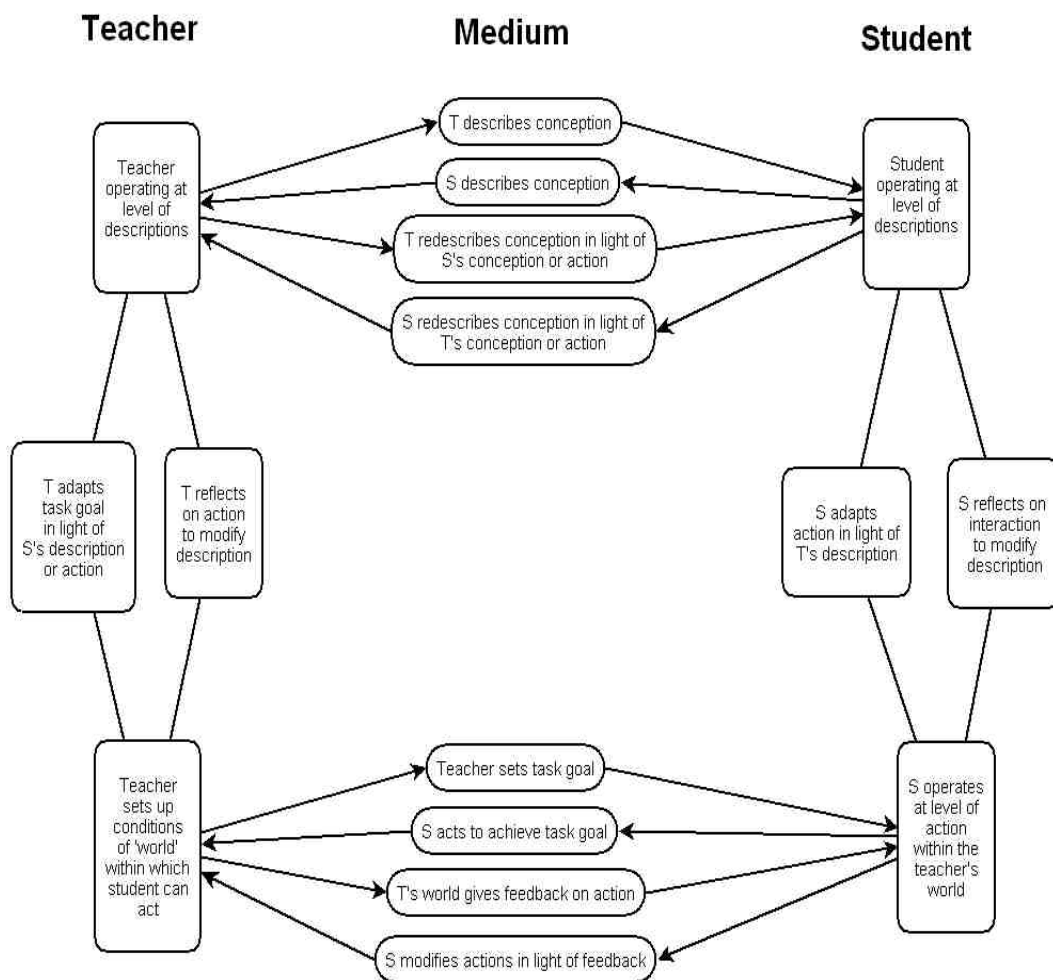 Teacher
Medium
Student
T describes conception
S describes conception
T redescribes conception in light of
S's conception or action
S redescribes conception in light of
T's conception or action
Teacher
operating at
level of
descriptions
Student
operating at
level of
descriptions
T adapts
task goal
in light of
S's description
or action
T reflects
on action
to modify
description
S adapts
action in light of
T's description
S reflects on
interaction
to modify
description
Teacher
sets up
conditions
of 'world'
within which
student can
act
Teacher sets task goal
S acts to achieve task goal
T's world gives feedback on action
S modifies actions in light of feedback
S operates
at level of
action
within the
teacher's
world